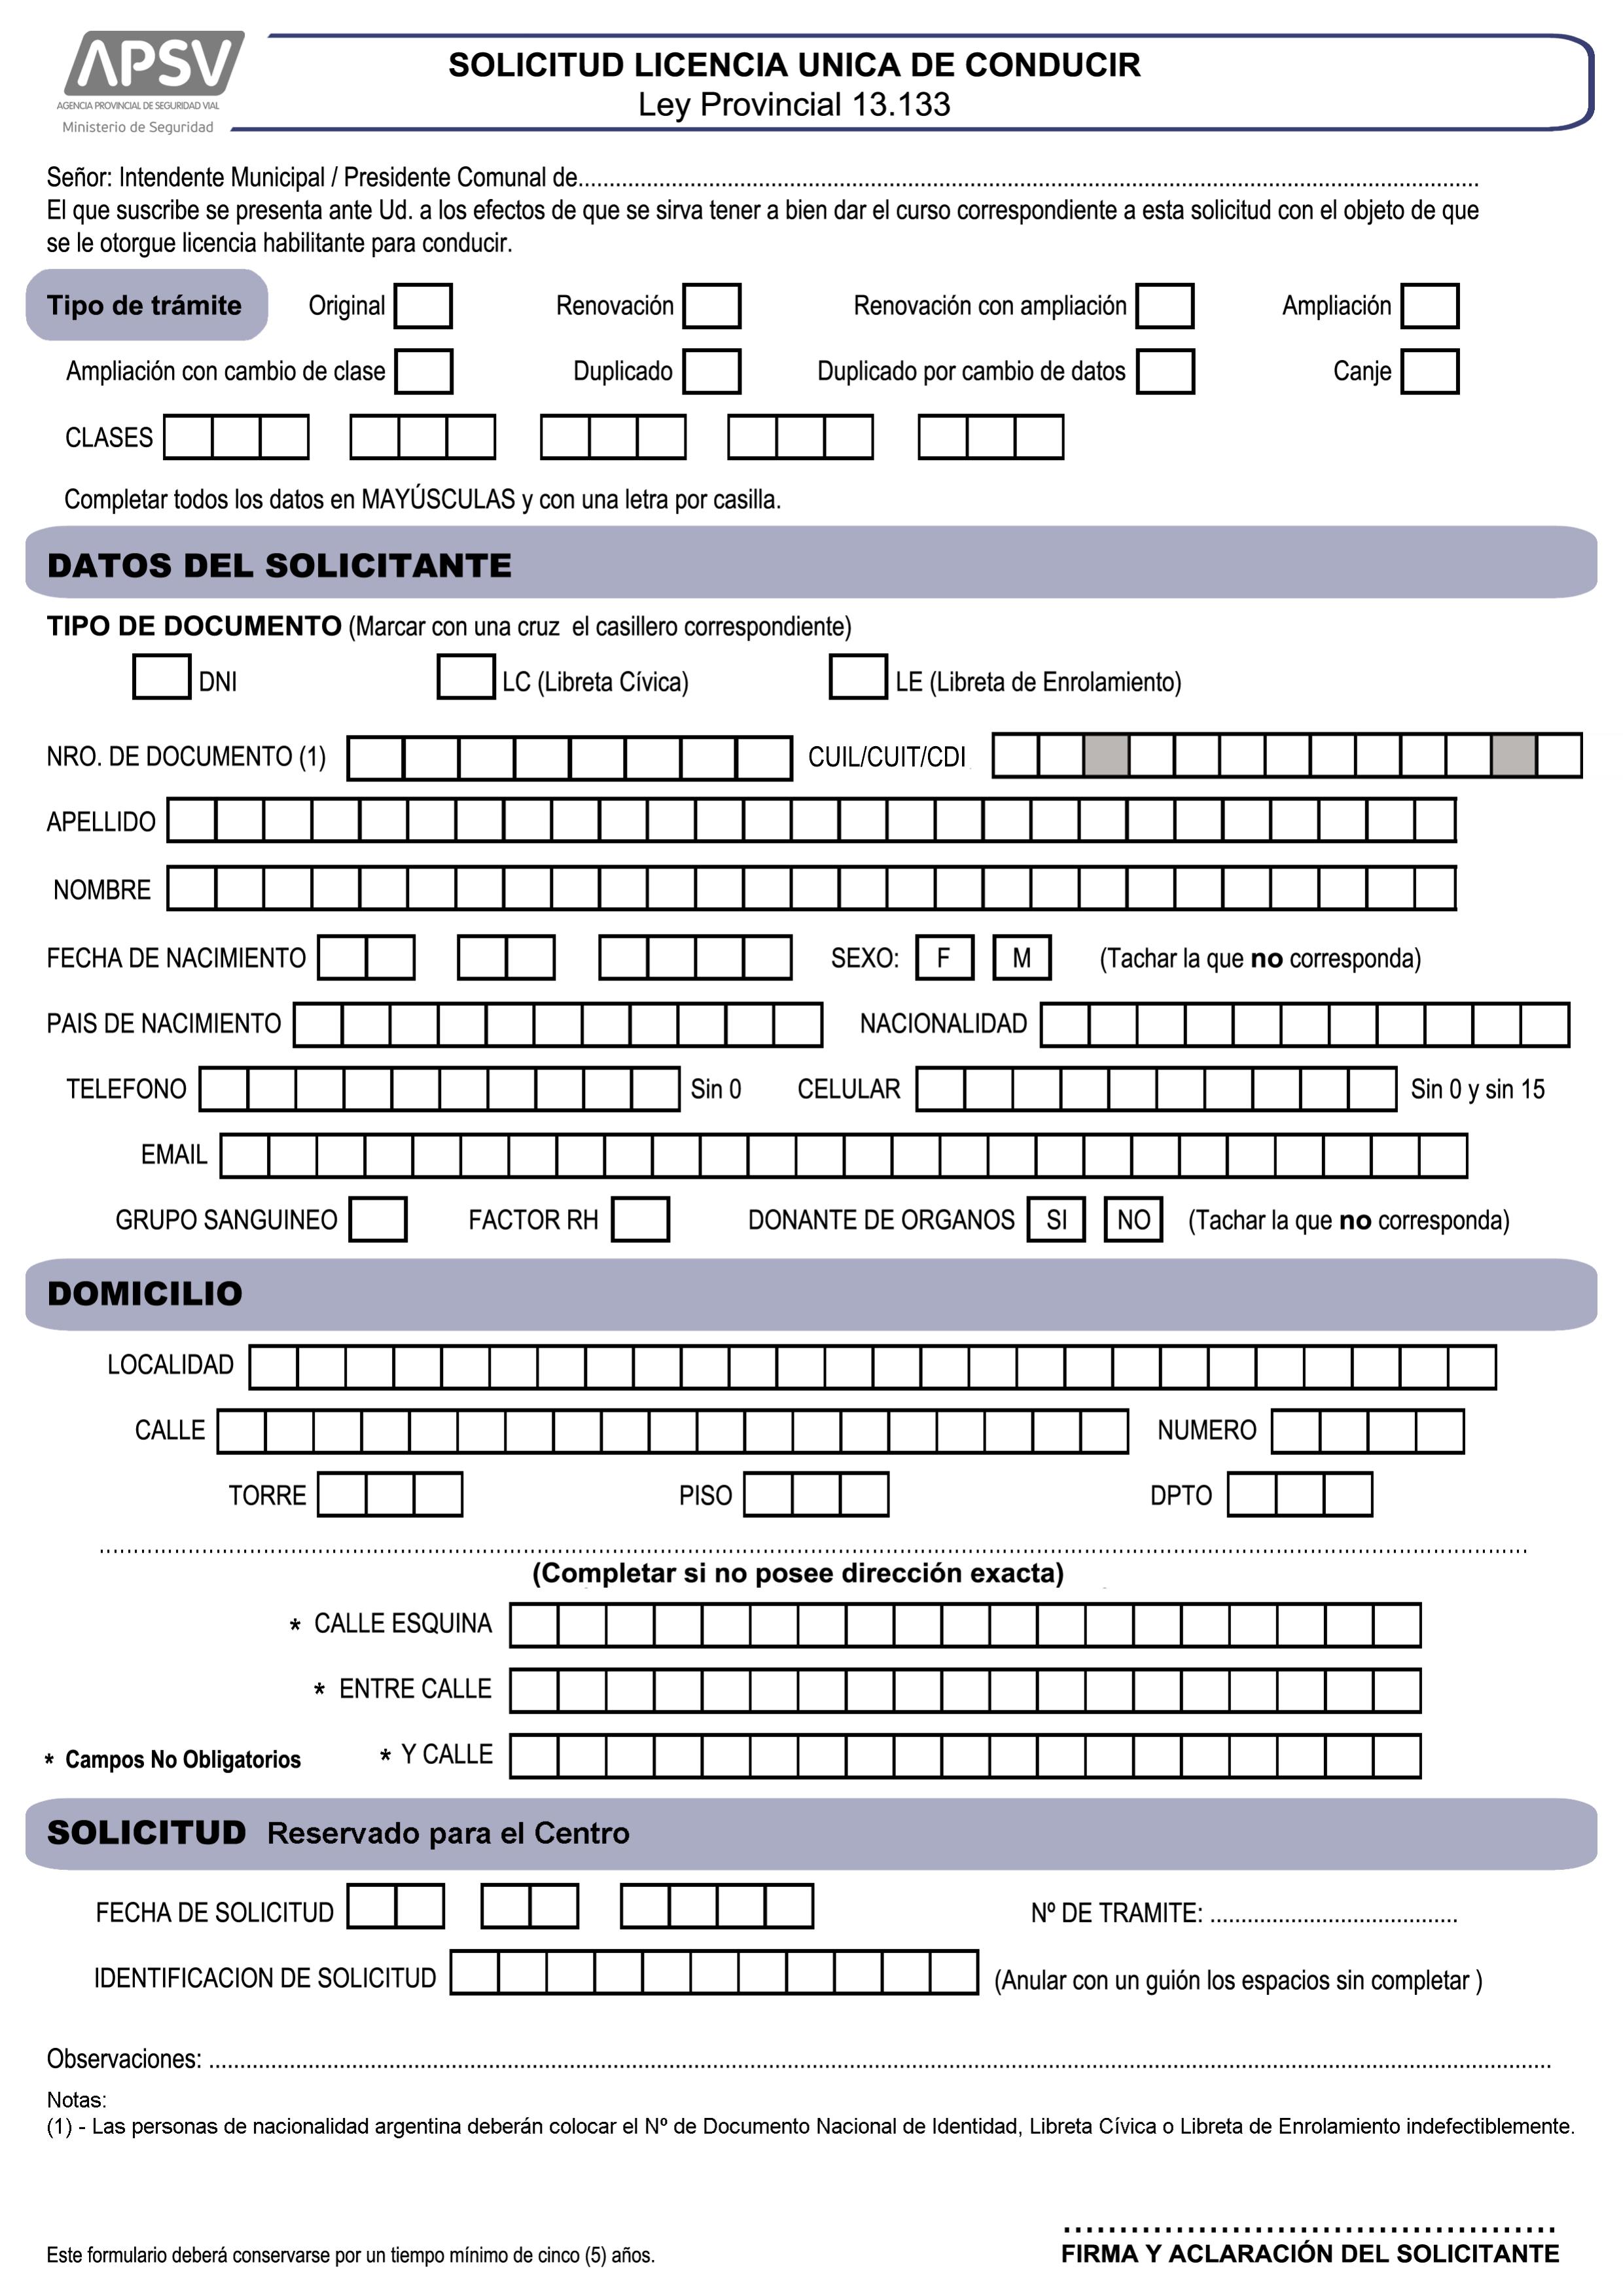 APSV
AGENCIA PROVINCIAL DE SEGURIDAD VIAL
Ministerio de Seguridad
SOLICITUD LICENCIA UNICA DE CONDUCIR
Ley Provincial 13.133
Señor: Intendente Municipal / Presidente Comunal de..........
El que suscribe se presenta ante Ud. a los efectos de que se sirva tener a bien dar el curso correspondiente a esta solicitud con el objeto de que
se le otorgue licencia habilitante para conducir.
Tipo de trámite Original Renovación Renovación con ampliación Ampliación
Ampliación con cambio de clase Duplicado Duplicado por cambio de datos Canje
CLASES
Completar todos los datos en MAYÚSCULAS y con una letra por casilla.
DATOS DEL SOLICITANTE
TIPO DE DOCUMENTO (Marcar con una cruz el casillero correspondiente)
DNI LC (Libreta Cívica) LE (Libreta de Enrolamiento)
NRO. DE DOCUMENTO (1) CUIL/CUIT/CDI
APELLIDO
NOMBRE
FECHA DE NACIMIENTO SEXO: F M (Tachar la que no corresponda)
PAIS DE NACIMIENTO NACIONALIDAD
TELEFONO Sin 0 CELULAR Sin 0 y sin 15
EMAIL
GRUPO SANGUINEO FACTOR RH DONANTE DE ORGANOS SI NO (Tachar la que no corresponda)
DOMICILIO
LOCALIDAD
CALLE NUMERO
TORRE PISO DPTO
(Completar si no posee dirección exacta)
* CALLE ESQUINA
* ENTRE CALLE
* Campos No Obligatorios * Y CALLE
SOLICITUD Reservado para el Centro
FECHA DE SOLICITUD Nº DE TRAMITE: ..........
IDENTIFICACION DE SOLICITUD (Anular con un guión los espacios sin completar )
Observaciones: ..........
Notas:
(1) - Las personas de nacionalidad argentina deberán colocar el Nº de Documento Nacional de Identidad, Libreta Cívica o Libreta de Enrolamiento indefectiblemente.
Este formulario deberá conservarse por un tiempo mínimo de cinco (5) años. FIRMA Y ACLARACIÓN DEL SOLICITANTE